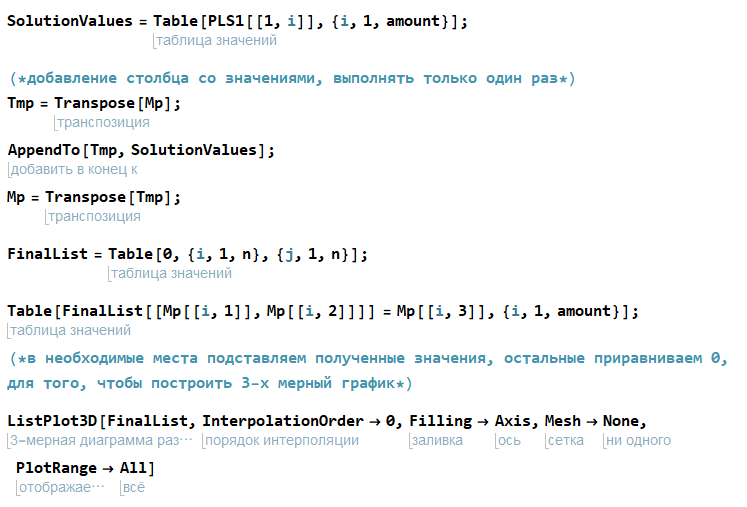 SolutionValues = Table[PLS1[[1, i]], {i, 1, amount}];
таблица значений
(*добавление столбца со значениями, выполнять только один раз*)
Tmp = Transpose[Mp];
транспозиция
AppendTo[Tmp, SolutionValues];
добавить в конец к
Mp = Transpose[Tmp];
транспозиция
FinalList = Table[0, {i, 1, n}, {j, 1, n}];
таблица значений
Table[FinalList[[Mp[[i, 1]], Mp[[i, 2]]]] = Mp[[i, 3]], {i, 1, amount}];
таблица значений
(*в необходимые места подставляем полученные значения, остальные приравниваем 0,
для того, чтобы построить 3-х мерный график*)
ListPlot3D[FinalList, InterpolationOrder → 0, Filling → Axis, Mesh → None,
3-мерная диаграмма раз⋯ порядок интерполяции заливка ось сетка ни одного
PlotRange → All]
отображае⋯ всё